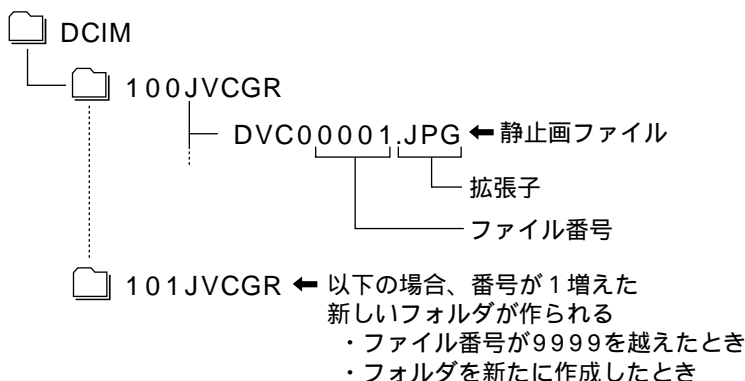 DCIM
100JVCGR
DVC00001.JPG ⬅ 静止画ファイル
拡張子
ファイル番号
101JVCGR ⬅ 以下の場合、番号が1増えた
新しいフォルダが作られる
・ファイル番号が9999を越えたとき
・フォルダを新たに作成したとき